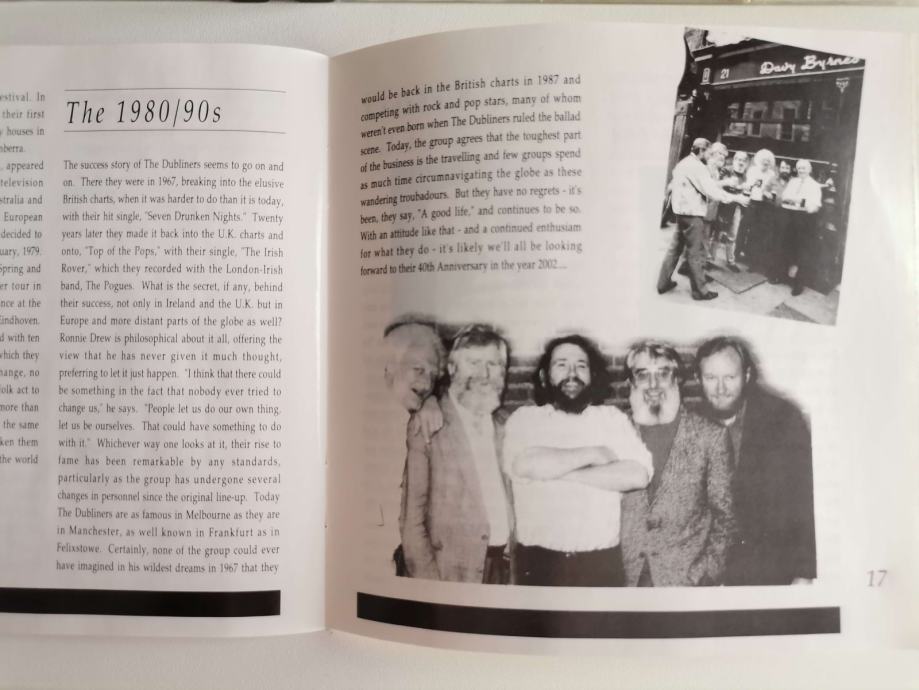 estival. In
their first
y houses in
nberra.
, appeared
television
stralia and
European
decided to
uary, 1979.
Spring and
er tour in
nce at the
Eindhoven.
d with ten
which they
hange, no
folk act to
more than
the same
ken them
the world
The 1980/90s
The success story of The Dubliners seems to go on and
on. There they were in 1967, breaking into the elusive
British charts, when it was harder to do than it is today,
with their hit single, "Seven Drunken Nights." Twenty
years later they made it back into the U.K. charts and
onto, "Top of the Pops," with their single, "The Irish
Rover," which they recorded with the London-Irish
band, The Pogues. What is the secret, if any, behind
their success, not only in Ireland and the U.K. but in
Europe and more distant parts of the globe as well?
Ronnie Drew is philosophical about it all, offering the
view that he has never given it much thought,
preferring to let it just happen. "I think that there could
be something in the fact that nobody ever tried to
change us," he says. "People let us do our own thing,
let us be ourselves. That could have something to do
with it." Whichever way one looks at it, their rise to
fame has been remarkable by any standards,
particularly as the group has undergone several
changes in personnel since the original line-up. Today
The Dubliners are as famous in Melbourne as they are
in Manchester, as well known in Frankfurt as in
Felixstowe. Certainly, none of the group could ever
have imagined in his wildest dreams in 1967 that they
would be back in the British charts in 1987 and
competing with rock and pop stars, many of whom
weren't even born when The Dubliners ruled the ballad
scene. Today, the group agrees that the toughest part
of the business is the travelling and few groups spend
as much time circumnavigating the globe as these
wandering troubadours. But they have no regrets - it's
been, they say, "A good life," and continues to be so.
With an attitude like that - and a continued enthusiam
for what they do - it's likely we'll all be looking
forward to their 40th Anniversary in the year 2002....
21 Davy Byrnes
17